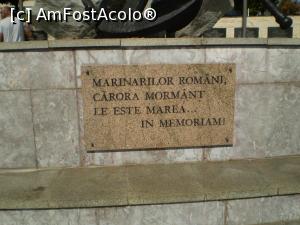 [c] AmFostAcolo®
MARINARILOR ROMÂNI,
CĂRORA MORMÂNT
LE ESTE MAREA...
IN MEMORIAM!